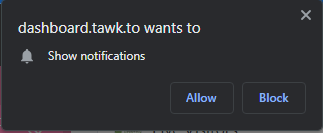 dashboard.tawk.to wants to
Show notifications
Allow
Block